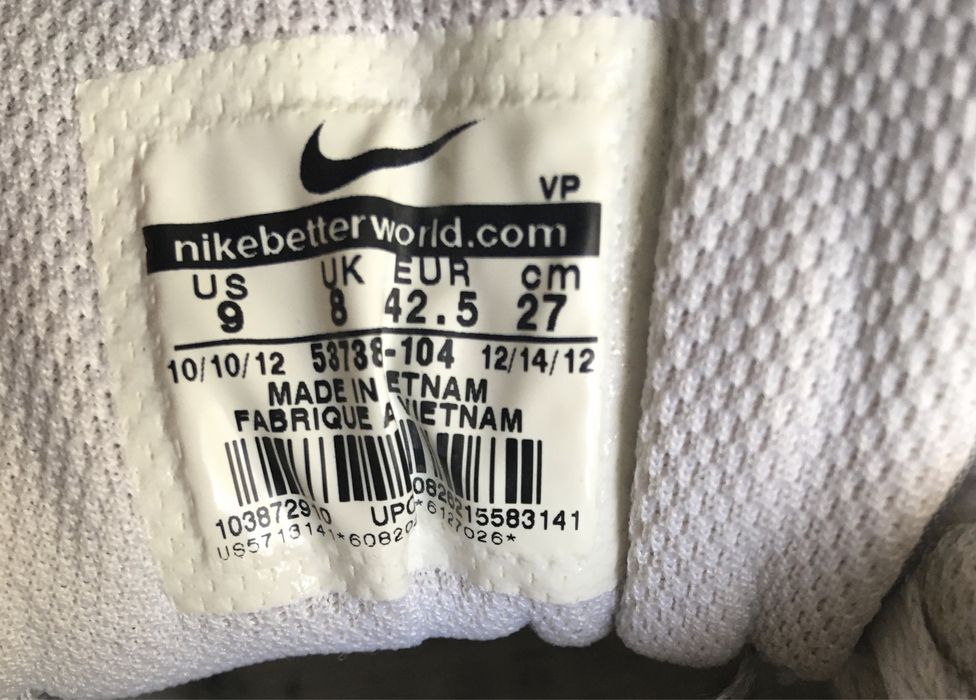 VP
nikebetterworld.com
US UK EUR cm
9 8 42.5 27
10/10/12 12/14/12
MADE IN ETNAM
FABRIQUE A VIETNAM
UPC